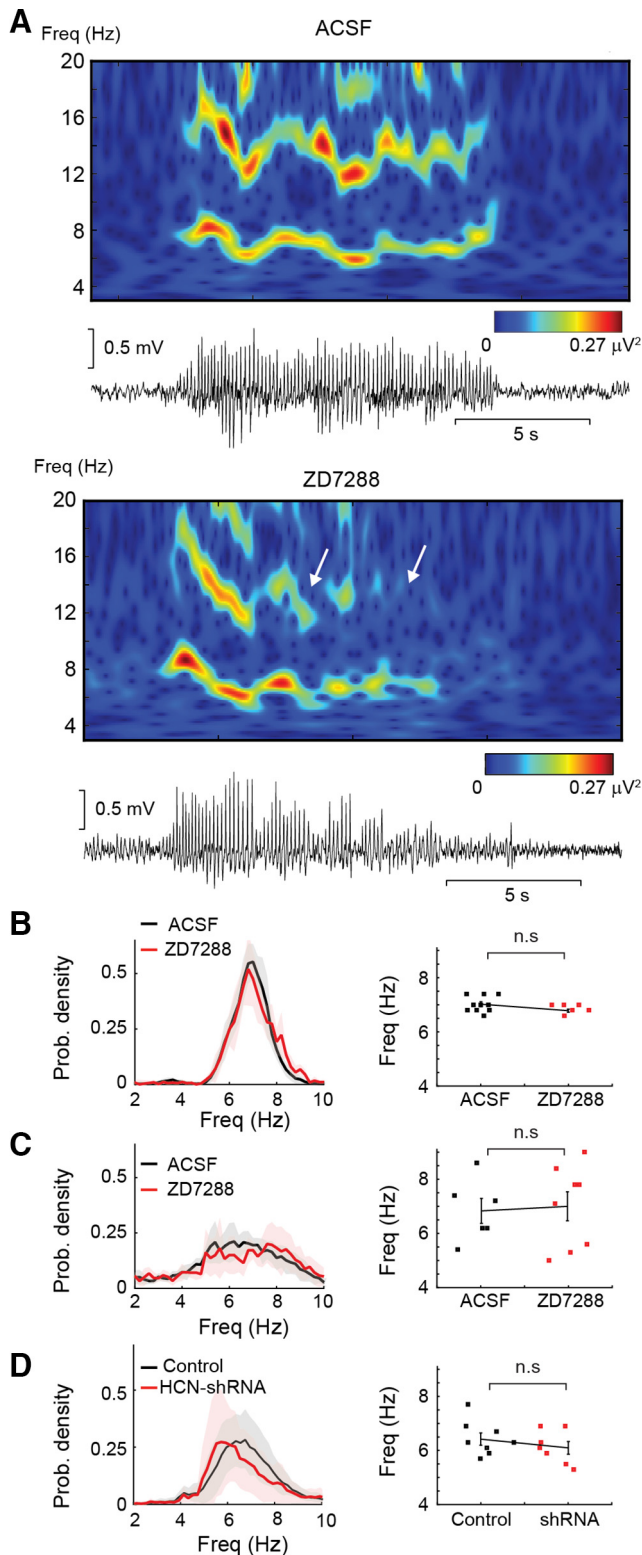 A
Freq (Hz)
ACSF
20
16
12
8
4
0.5 mV
0
0.27 μV²
5 s
Freq (Hz)
ZD7288
20
16
12
8
4
0.5 mV
0
0.27 μV²
5 s
B
ACSF
ZD7288
Prob. density
0.5
0.25
0
2 4 6 8 10
Freq (Hz)
n.s
Freq (Hz)
8
6
4
ACSF ZD7288
C
ACSF
ZD7288
Prob. density
0.5
0.25
0
2 4 6 8 10
Freq (Hz)
n.s
Freq (Hz)
8
6
4
ACSF ZD7288
D
Control
HCN-shRNA
Prob. density
0.5
0.25
0
2 4 6 8 10
Freq (Hz)
n.s
Freq (Hz)
8
6
4
Control shRNA